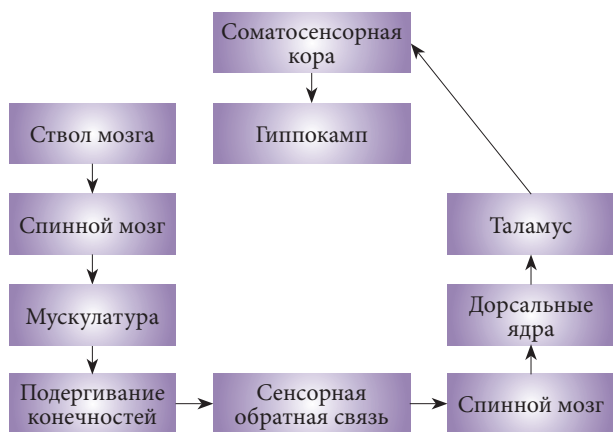 Соматосенсорная
кора
Гиппокамп
Ствол мозга
Спинной мозг
Мускулатура
Подергивание
конечностей
Сенсорная
обратная связь
Спинной мозг
Дорсальные
ядра
Таламус